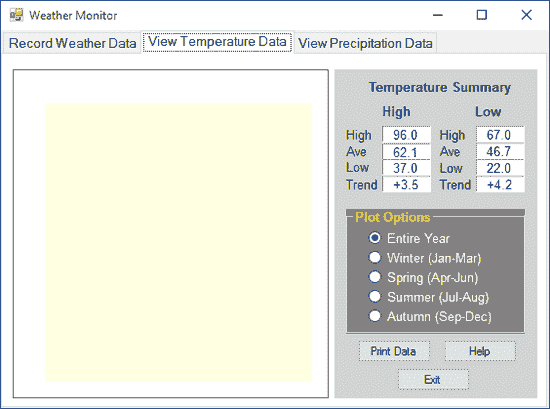 Weather Monitor
Record Weather Data View Temperature Data View Precipitation Data
Temperature Summary
High Low
High 96.0 High 67.0
Ave 62.1 Ave 46.7
Low 37.0 Low 22.0
Trend +3.5 Trend +4.2
Plot Options
Entire Year
Winter (Jan-Mar)
Spring (Apr-Jun)
Summer (Jul-Aug)
Autumn (Sep-Dec)
Print Data Help
Exit